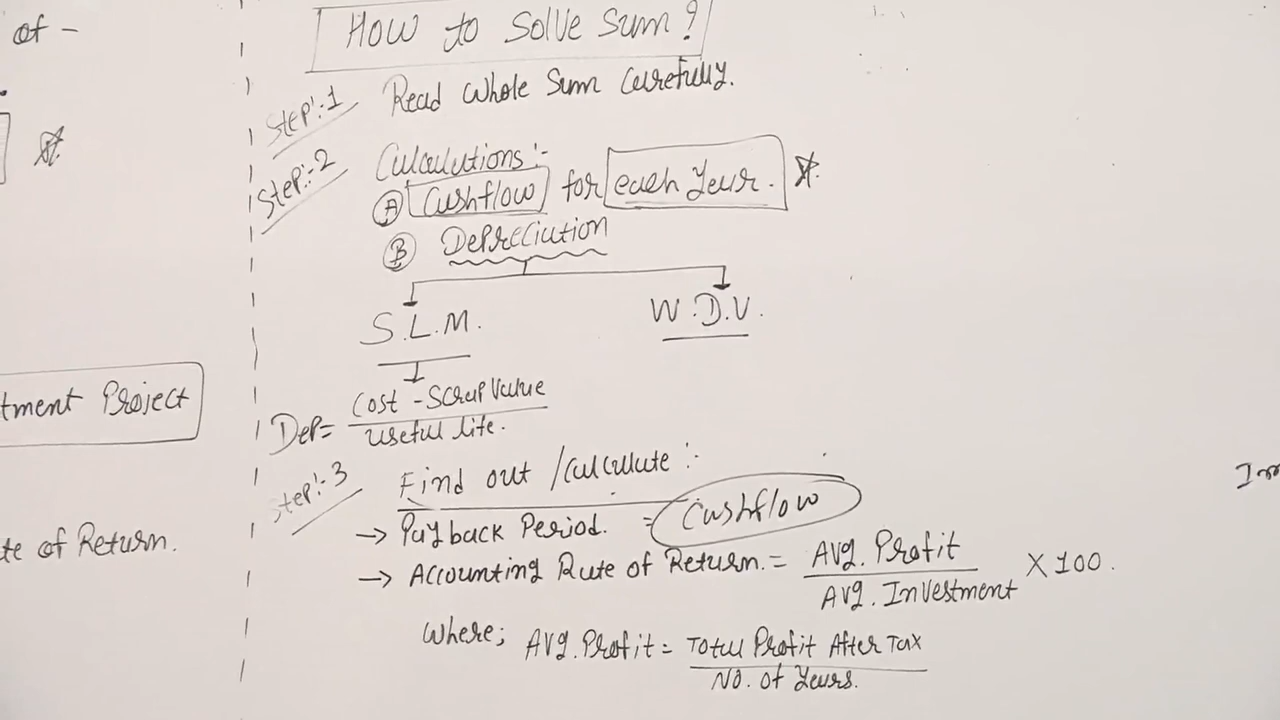 of -
tment Project
te of Return.
How to Solve Sum?
Step:-1 Read Whole Sum Carefully.
Step:-2 Calculations:-
Ⓐ Cashflow for each Year.
Ⓑ Depreciation
S.L.M. W.D.V.
Dep= Cost - Scrap Value
Useful Life.
Step:-3 Find out / Calculate:-
→ Payback Period. = Cashflow
→ Accounting Rate of Return. = Avg. Profit
Avg. Investment X 100.
Where; Avg. Profit = Total Profit After Tax
No. of Years.